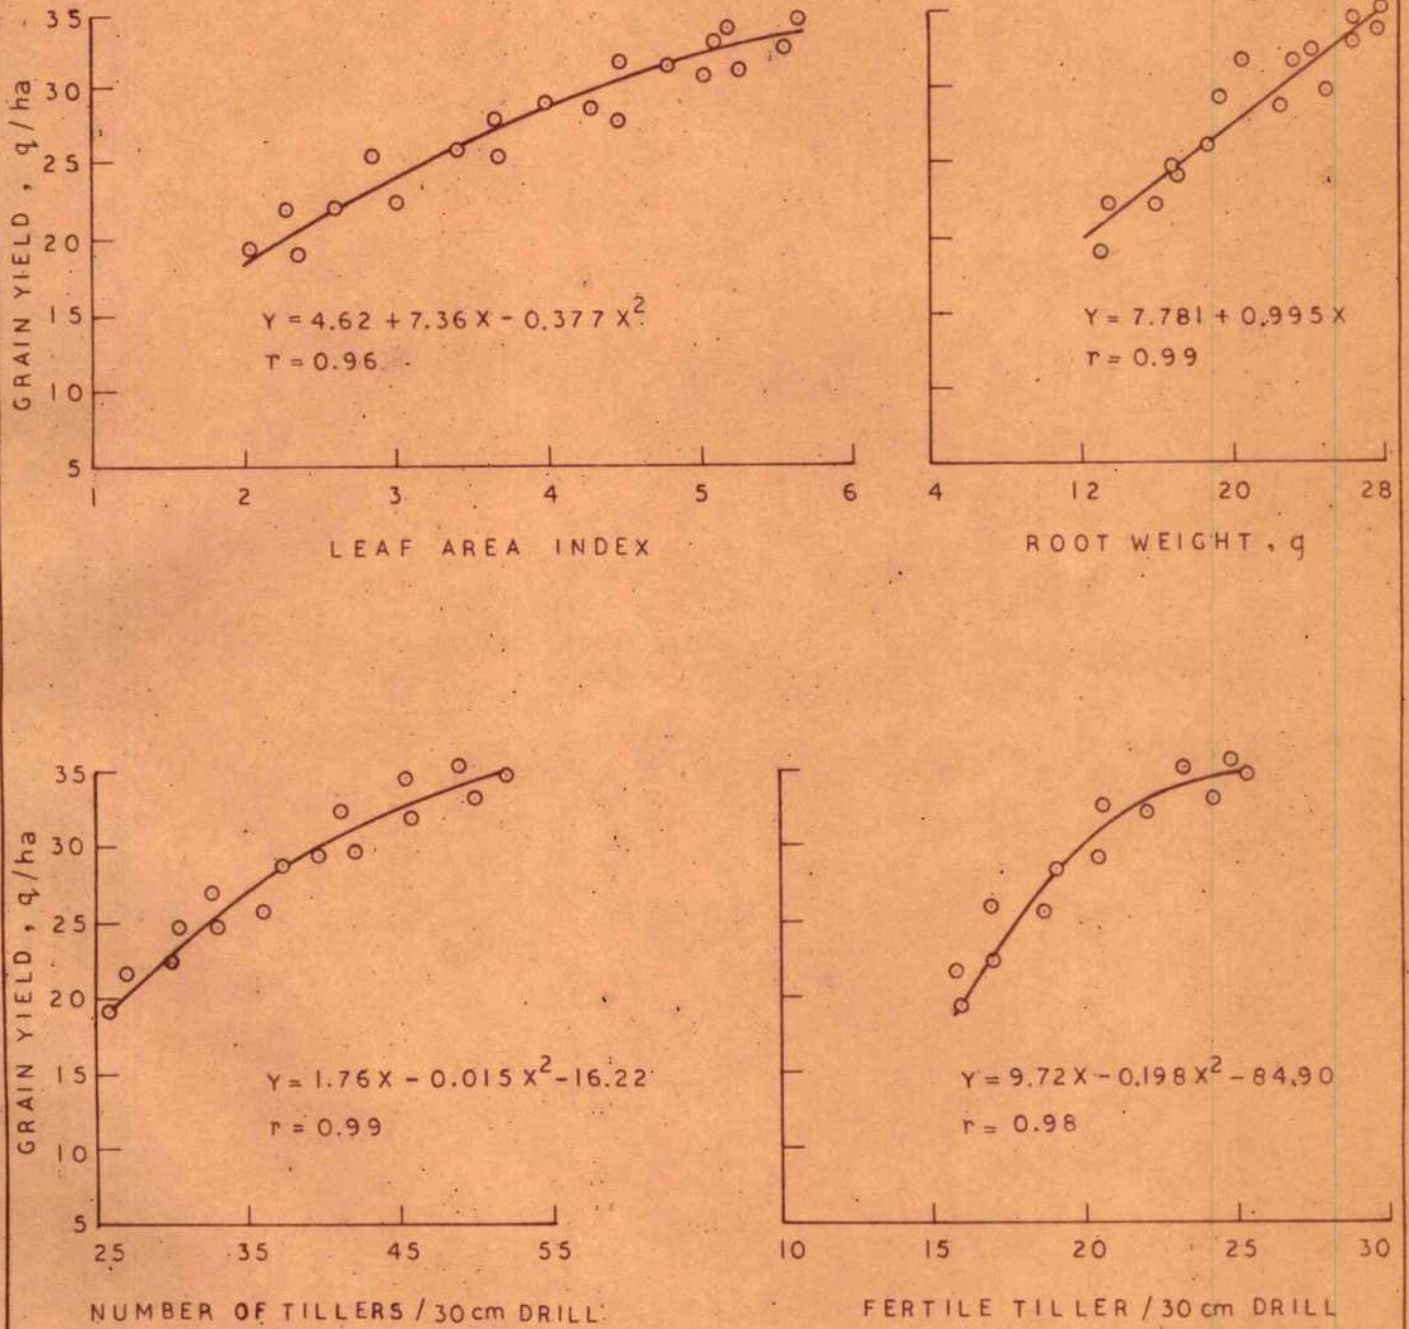 GRAIN YIELD, q/ha
35
30
25
20
15
10
5
Y = 4.62 + 7.36 X - 0.377 X²
r = 0.96
1 2 3 4 5 6
LEAF AREA INDEX
Y = 7.781 + 0.995 X
r = 0.99
4 12 20 28
ROOT WEIGHT, g
GRAIN YIELD, q/ha
35
30
25
20
15
10
5
Y = 1.76 X - 0.015 X² - 16.22
r = 0.99
25 35 45 55
NUMBER OF TILLERS / 30 cm DRILL
Y = 9.72 X - 0.198 X² - 84.90
r = 0.98
10 15 20 25 30
FERTILE TILLER / 30 cm DRILL